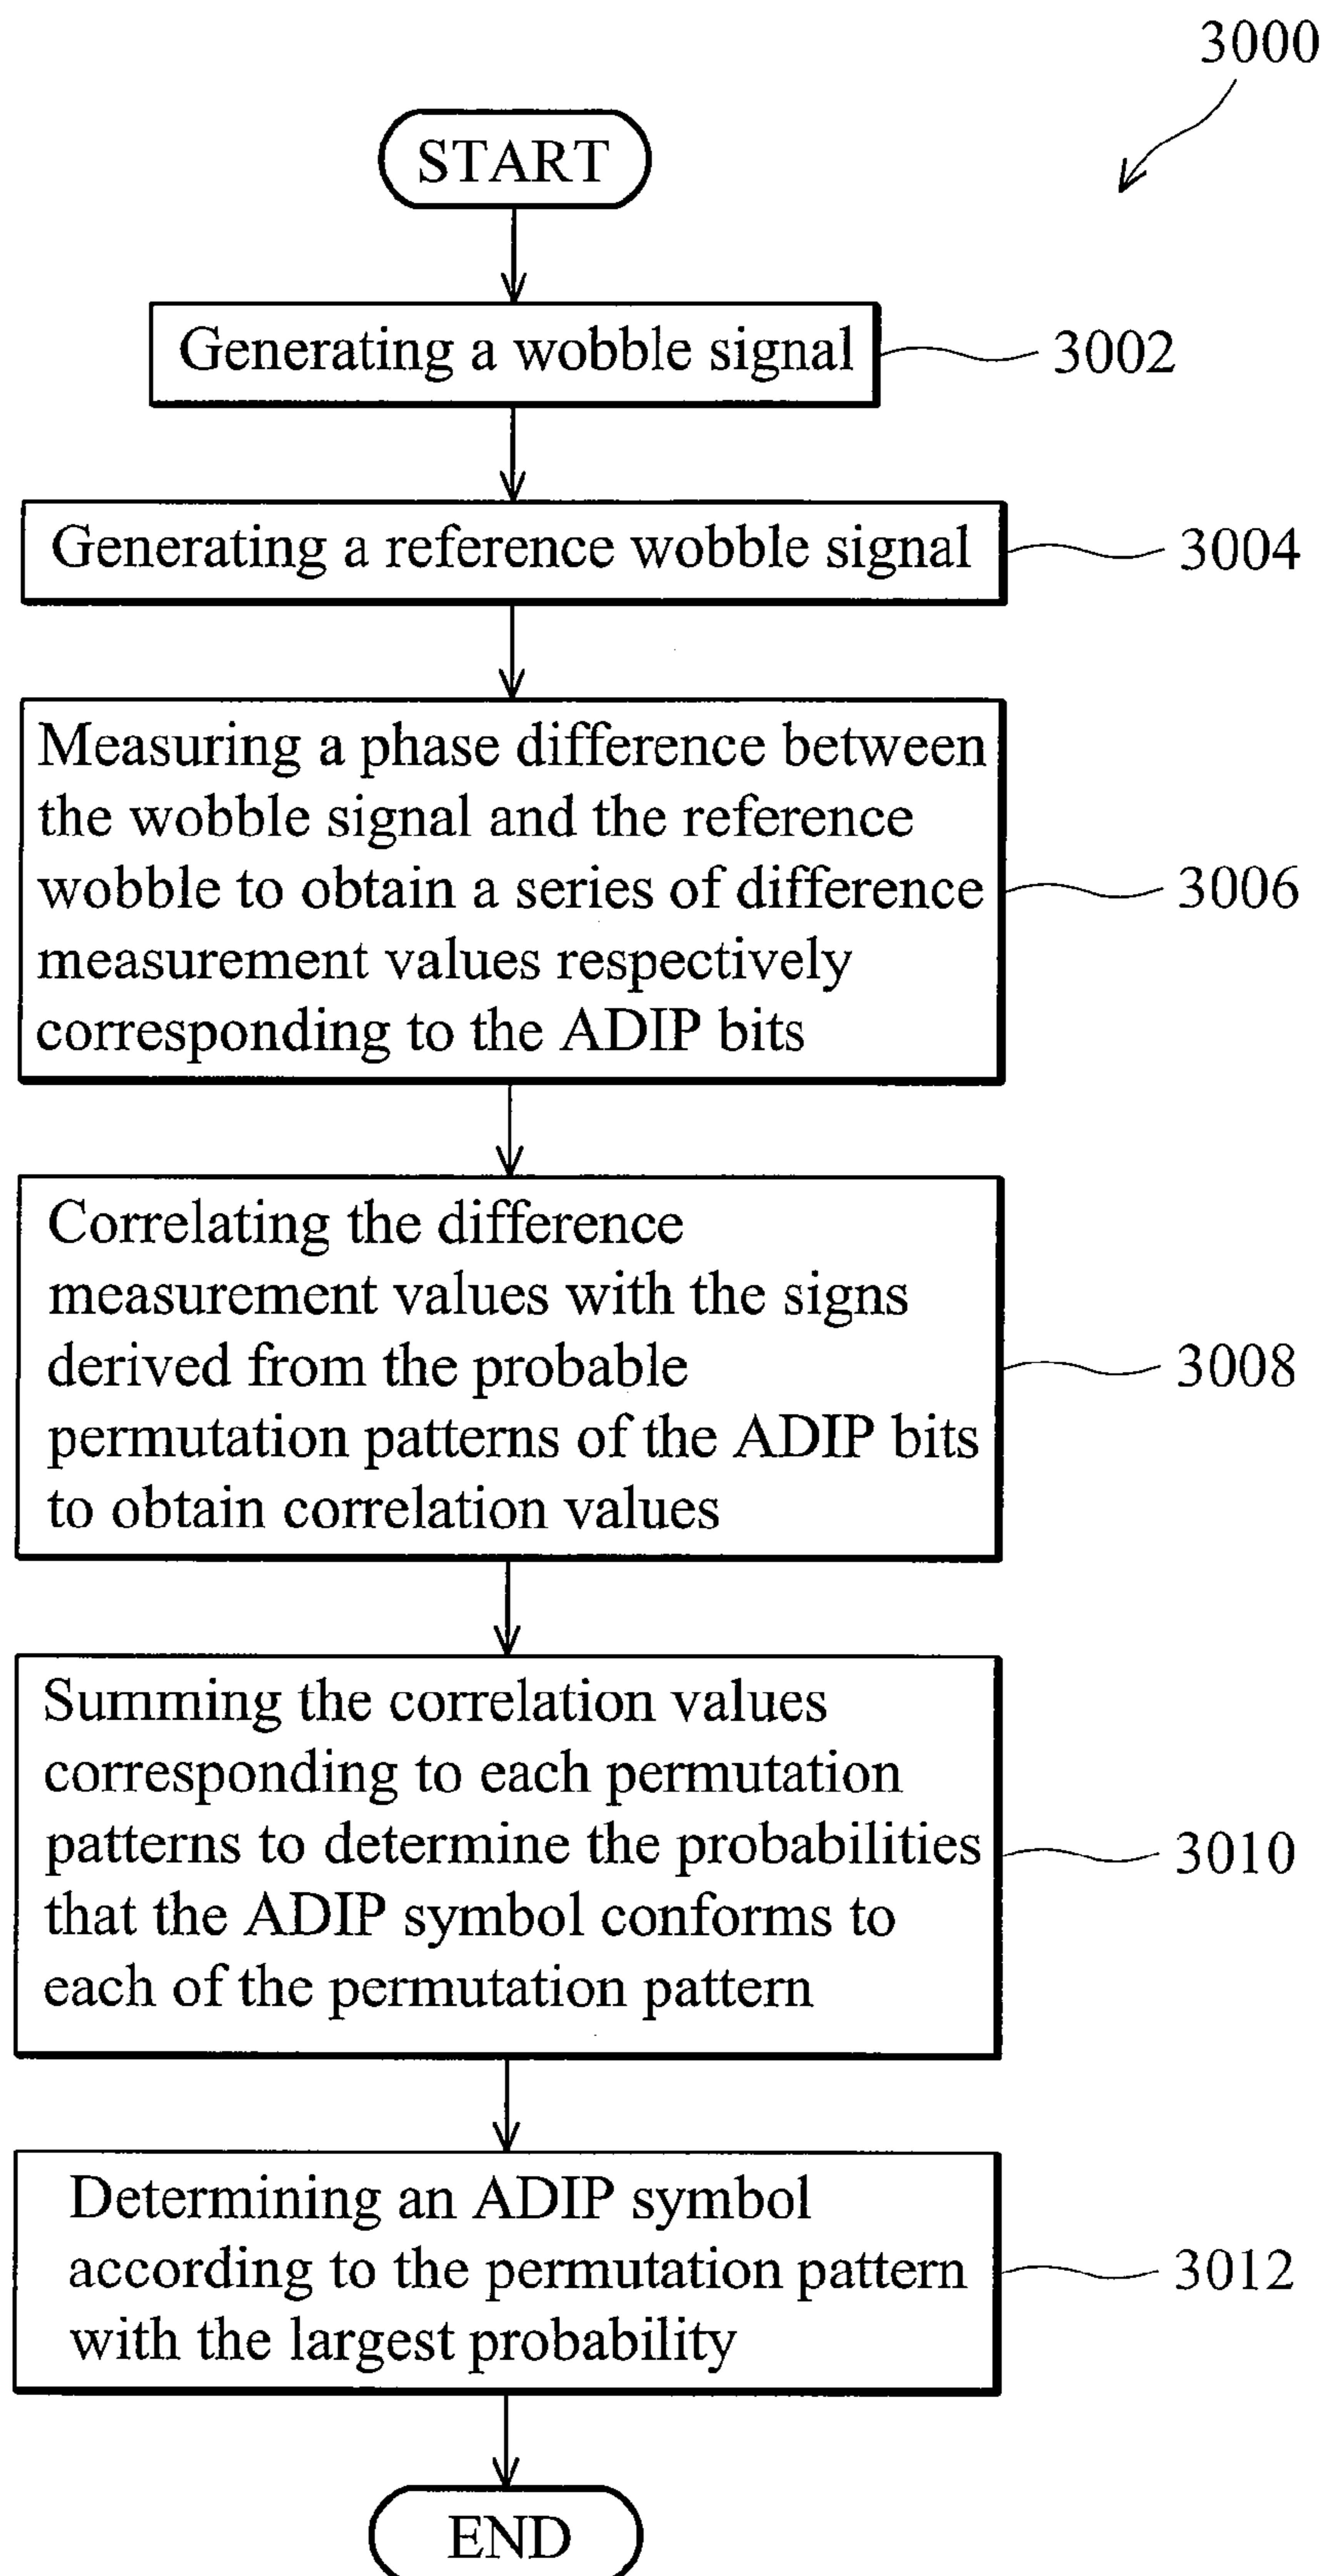 3000
START
Generating a wobble signal
3002
Generating a reference wobble signal
3004
Measuring a phase difference between
the wobble signal and the reference
wobble to obtain a series of difference
measurement values respectively
corresponding to the ADIP bits
3006
Correlating the difference
measurement values with the signs
derived from the probable
permutation patterns of the ADIP bits
to obtain correlation values
3008
Summing the correlation values
corresponding to each permutation
patterns to determine the probabilities
that the ADIP symbol conforms to
each of the permutation pattern
3010
Determining an ADIP symbol
according to the permutation pattern
with the largest probability
3012
END